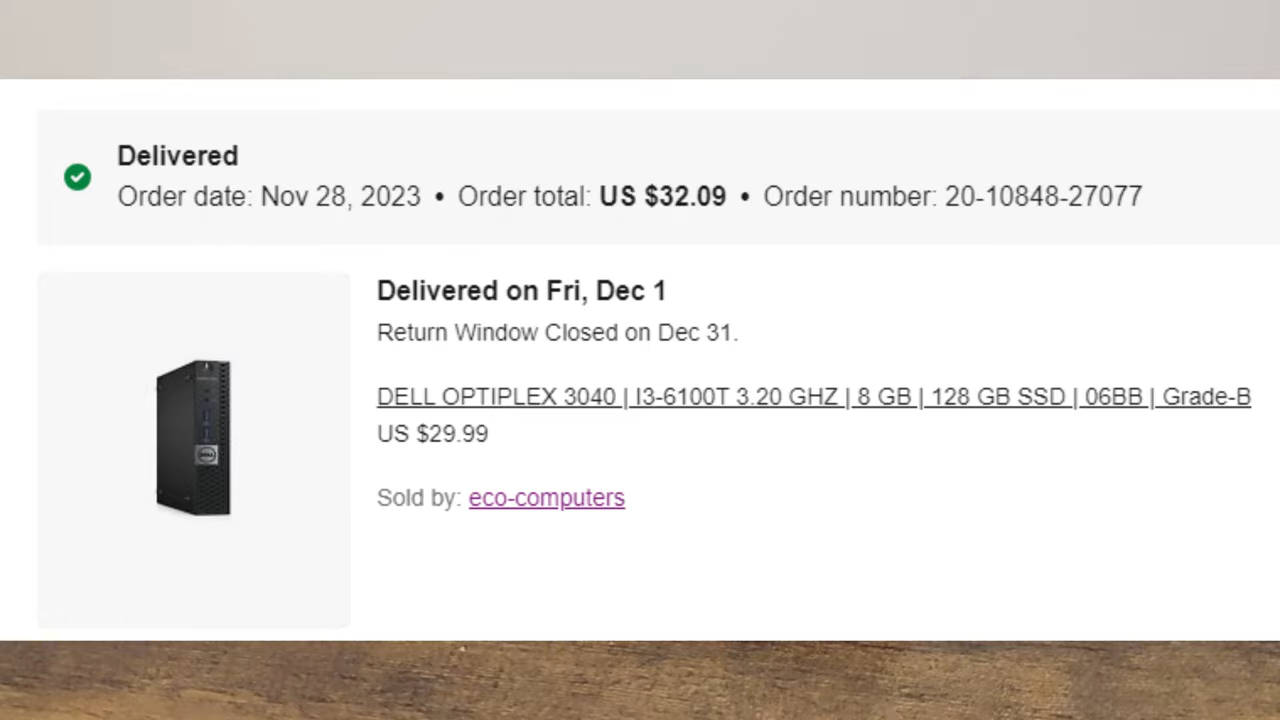 Delivered
Order date: Nov 28, 2023 • Order total: US $32.09 • Order number: 20-10848-27077
Delivered on Fri, Dec 1
Return Window Closed on Dec 31.
DELL OPTIPLEX 3040 | I3-6100T 3.20 GHZ | 8 GB | 128 GB SSD | 06BB | Grade-B
US $29.99
Sold by: eco-computers
DELL